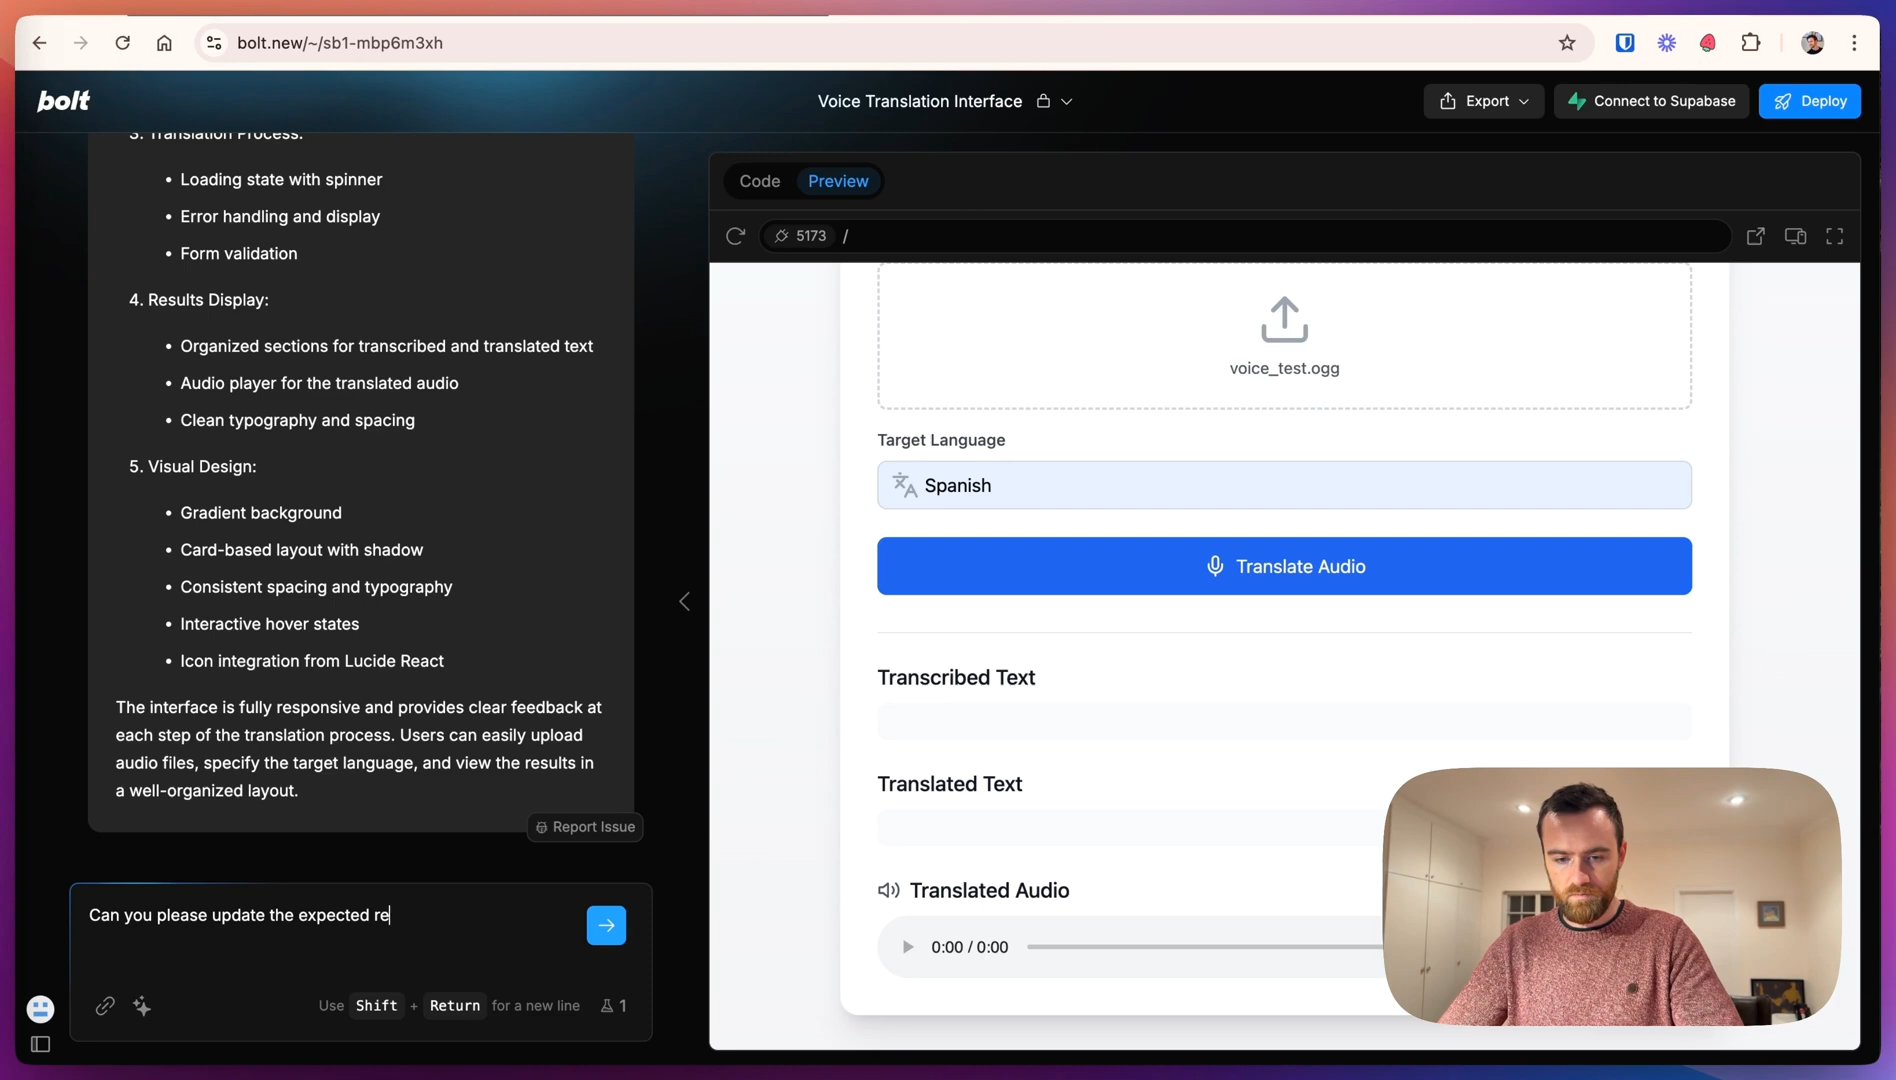 bolt.new/~/sb1-mbp6m3xh
bolt
Voice Translation Interface
Export
Connect to Supabase
Deploy
3. Translation Process:
• Loading state with spinner
• Error handling and display
• Form validation
4. Results Display:
• Organized sections for transcribed and translated text
• Audio player for the translated audio
• Clean typography and spacing
5. Visual Design:
• Gradient background
• Card-based layout with shadow
• Consistent spacing and typography
• Interactive hover states
• Icon integration from Lucide React
The interface is fully responsive and provides clear feedback at
each step of the translation process. Users can easily upload
audio files, specify the target language, and view the results in
a well-organized layout.
Report Issue
Can you please update the expected re
Use Shift + Return for a new line
1
Code Preview
5173 /
voice_test.ogg
Target Language
Spanish
Translate Audio
Transcribed Text
Translated Text
Translated Audio
0:00 / 0:00